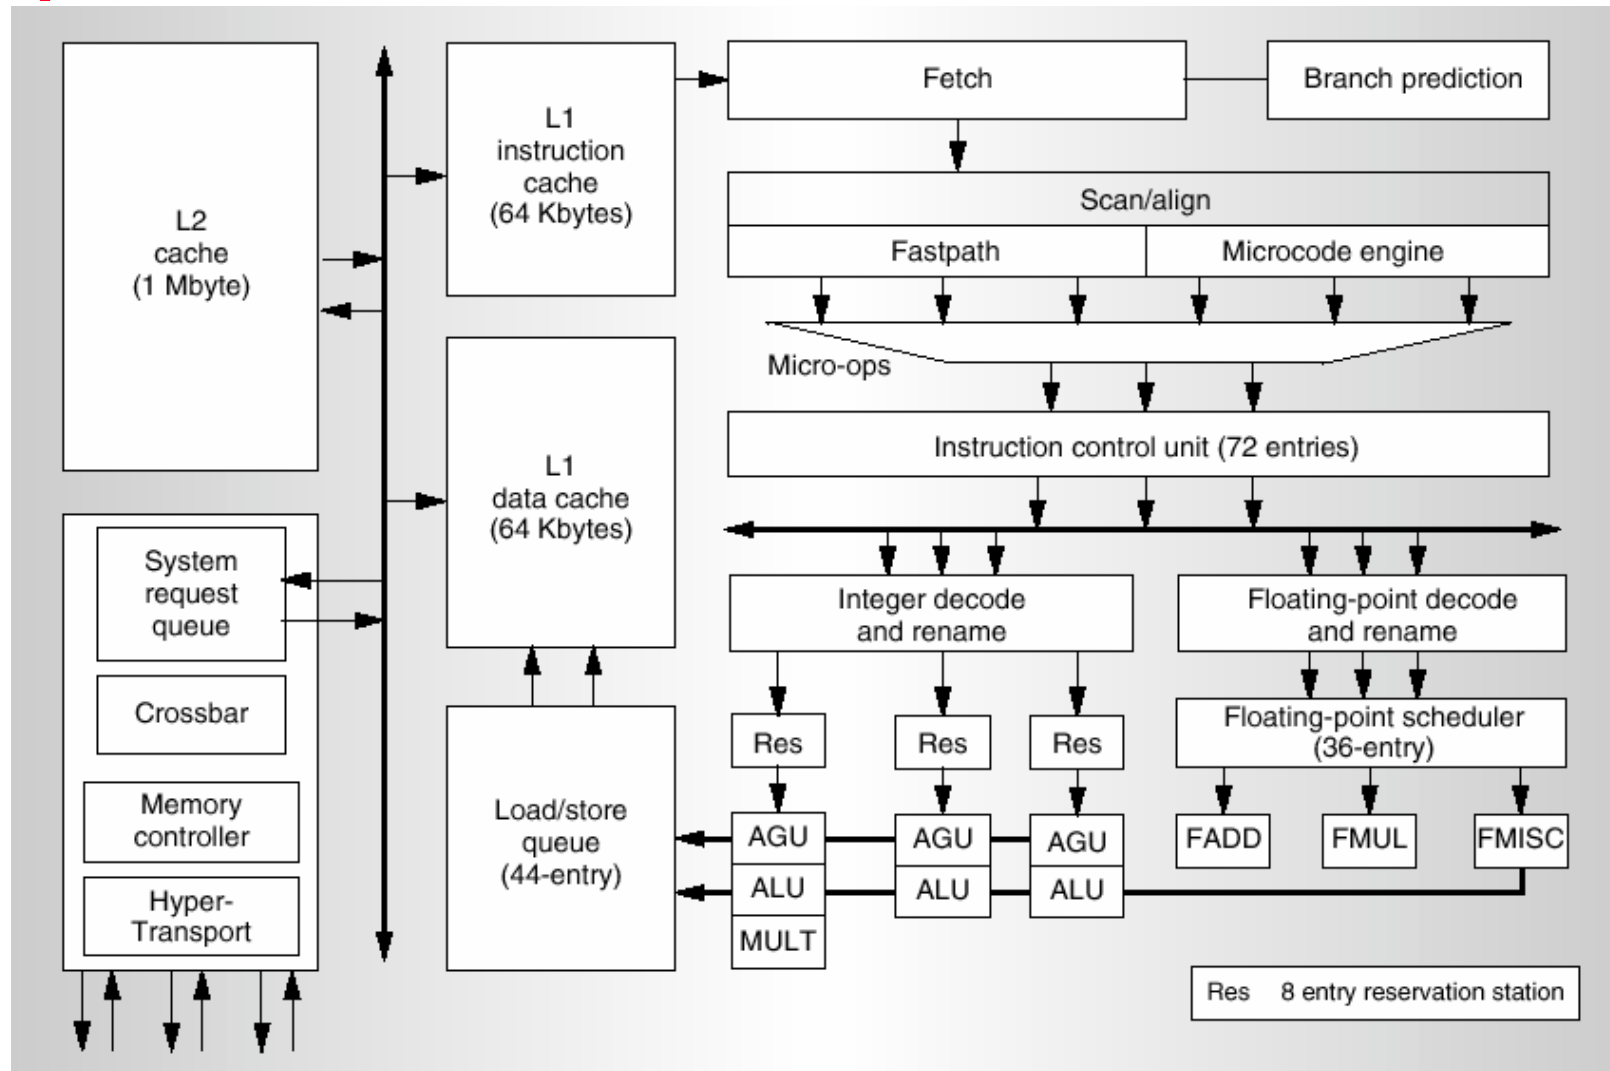 L2
cache
(1 Mbyte)
System
request
queue
Crossbar
Memory
controller
Hyper-
Transport
L1
instruction
cache
(64 Kbytes)
L1
data cache
(64 Kbytes)
Load/store
queue
(44-entry)
Fetch
Branch prediction
Scan/align
Fastpath
Microcode engine
Micro-ops
Instruction control unit (72 entries)
Integer decode
and rename
Floating-point decode
and rename
Res
Res
Res
Floating-point scheduler
(36-entry)
AGU
AGU
AGU
FADD
FMUL
FMISC
ALU
ALU
ALU
MULT
Res 8 entry reservation station